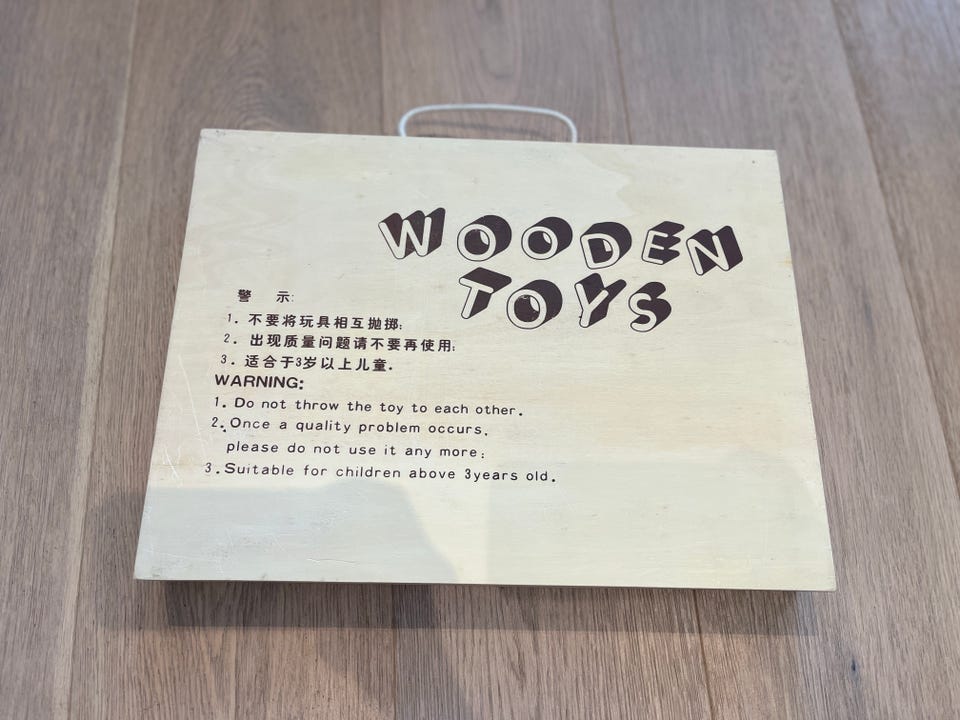 WOODEN
TOYS
警 示:
1. 不要将玩具相互抛掷;
2. 出现质量问题请不要再使用;
3. 适合于3岁以上儿童.
WARNING:
1. Do not throw the toy to each other.
2. Once a quality problem occurs,
please do not use it any more;
3. Suitable for children above 3years old.